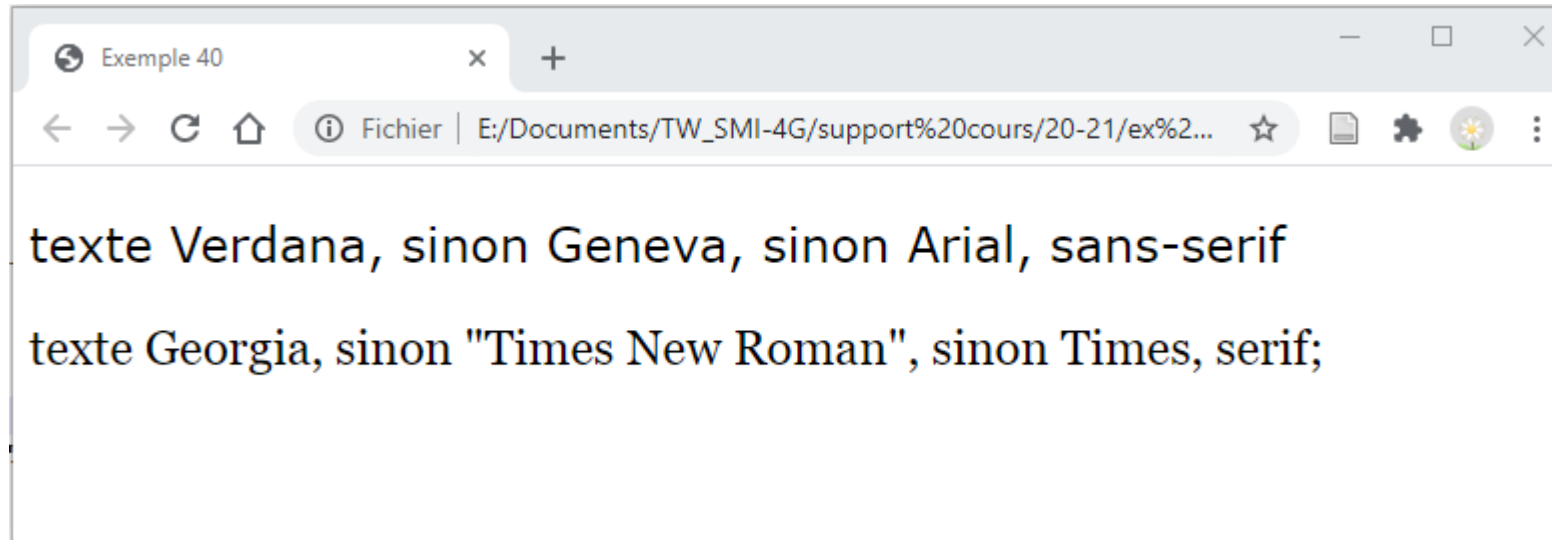 Exemple 40
Fichier | E:/Documents/TW_SMI-4G/support%20cours/20-21/ex%2...
texte Verdana, sinon Geneva, sinon Arial, sans-serif
texte Georgia, sinon "Times New Roman", sinon Times, serif;